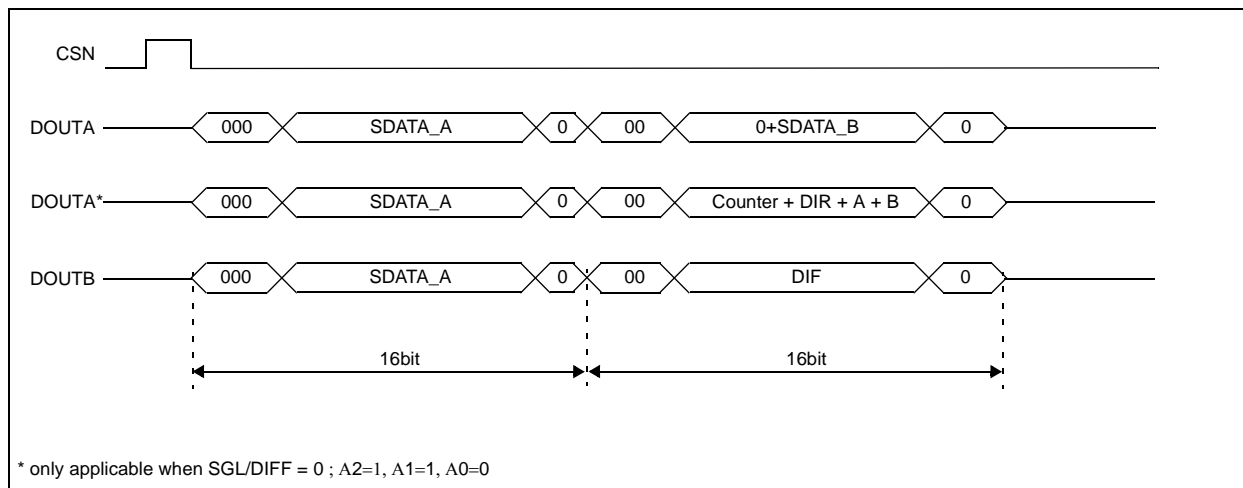 CSN
DOUTA 000 SDATA_A 0 00 0+SDATA_B 0
DOUTA* 000 SDATA_A 0 00 Counter + DIR + A + B 0
DOUTB 000 SDATA_A 0 00 DIF 0
16bit 16bit
* only applicable when SGL/DIFF = 0 ; A2=1, A1=1, A0=0